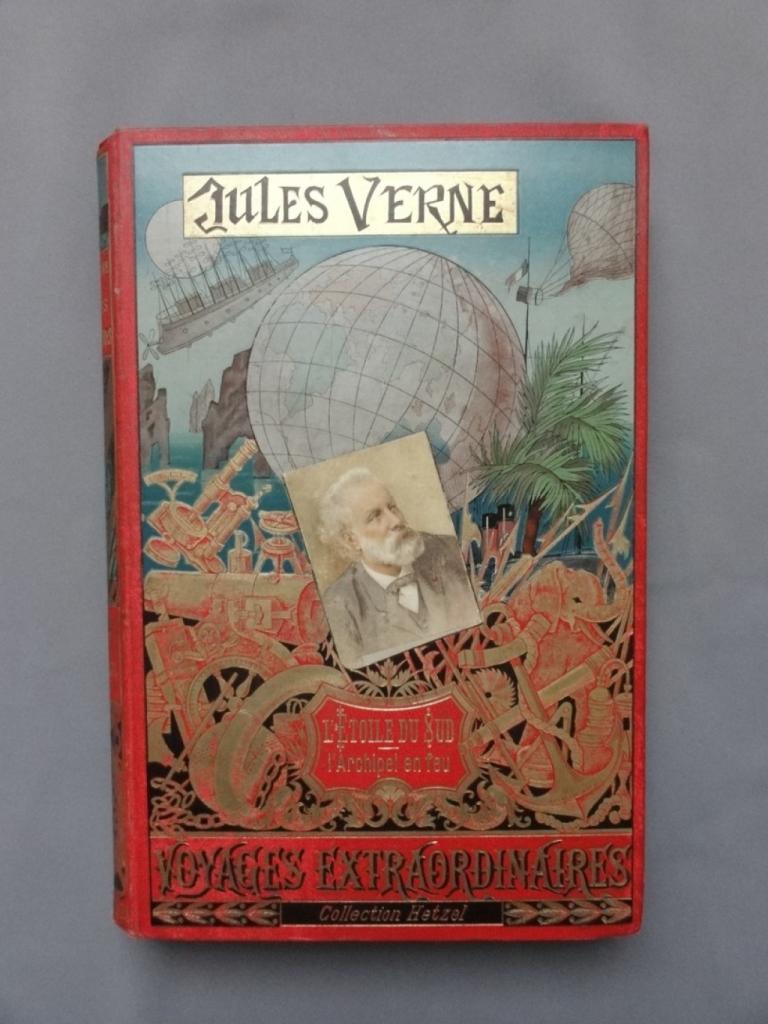 JULES VERNE
L'ÉTOILE DU SUD
l'Archipel en feu
VOYAGES EXTRAORDINAIRES
Collection Hetzel